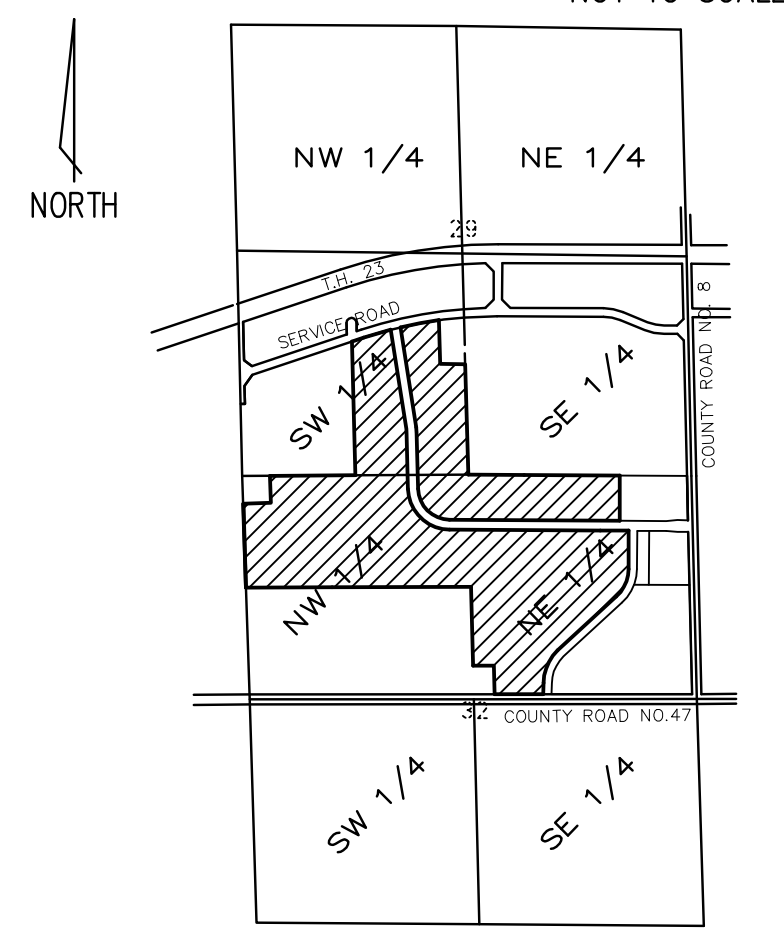 NOT TO SCALE
NORTH
NW 1/4
NE 1/4
29
T.H. 23
SERVICE ROAD
COUNTY ROAD NO. 8
SW 1/4
SE 1/4
NW 1/4
NE 1/4
32
COUNTY ROAD NO.47
SW 1/4
SE 1/4